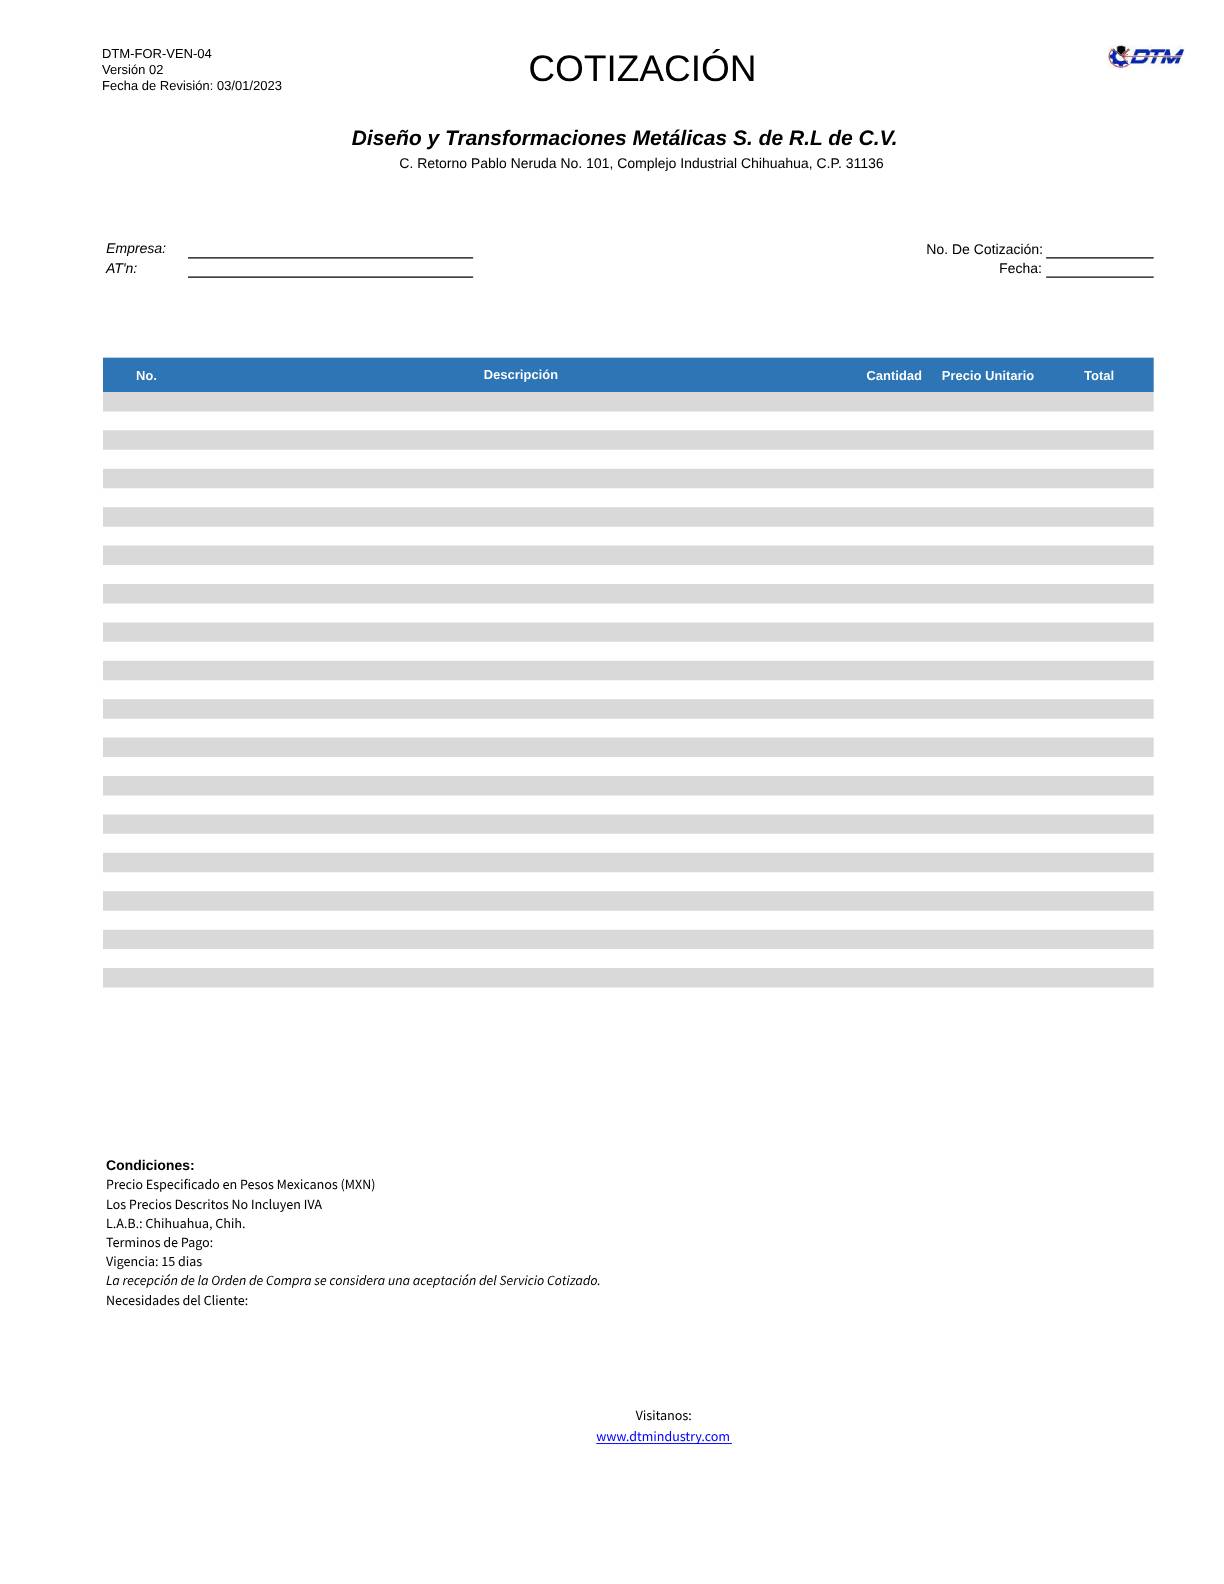 DTM-FOR-VEN-04
Versión 02
Fecha de Revisión: 03/01/2023
COTIZACIÓN
DTM
Diseño y Transformaciones Metálicas S. de R.L de C.V.
C. Retorno Pablo Neruda No. 101, Complejo Industrial Chihuahua, C.P. 31136
Empresa:
No. De Cotización:
AT'n:
Fecha:
No. Descripción Cantidad Precio Unitario Total
Condiciones:
Precio Especificado en Pesos Mexicanos (MXN)
Los Precios Descritos No Incluyen IVA
L.A.B.: Chihuahua, Chih.
Terminos de Pago:
Vigencia: 15 dias
La recepción de la Orden de Compra se considera una aceptación del Servicio Cotizado.
Necesidades del Cliente:
Visitanos:
www.dtmindustry.com